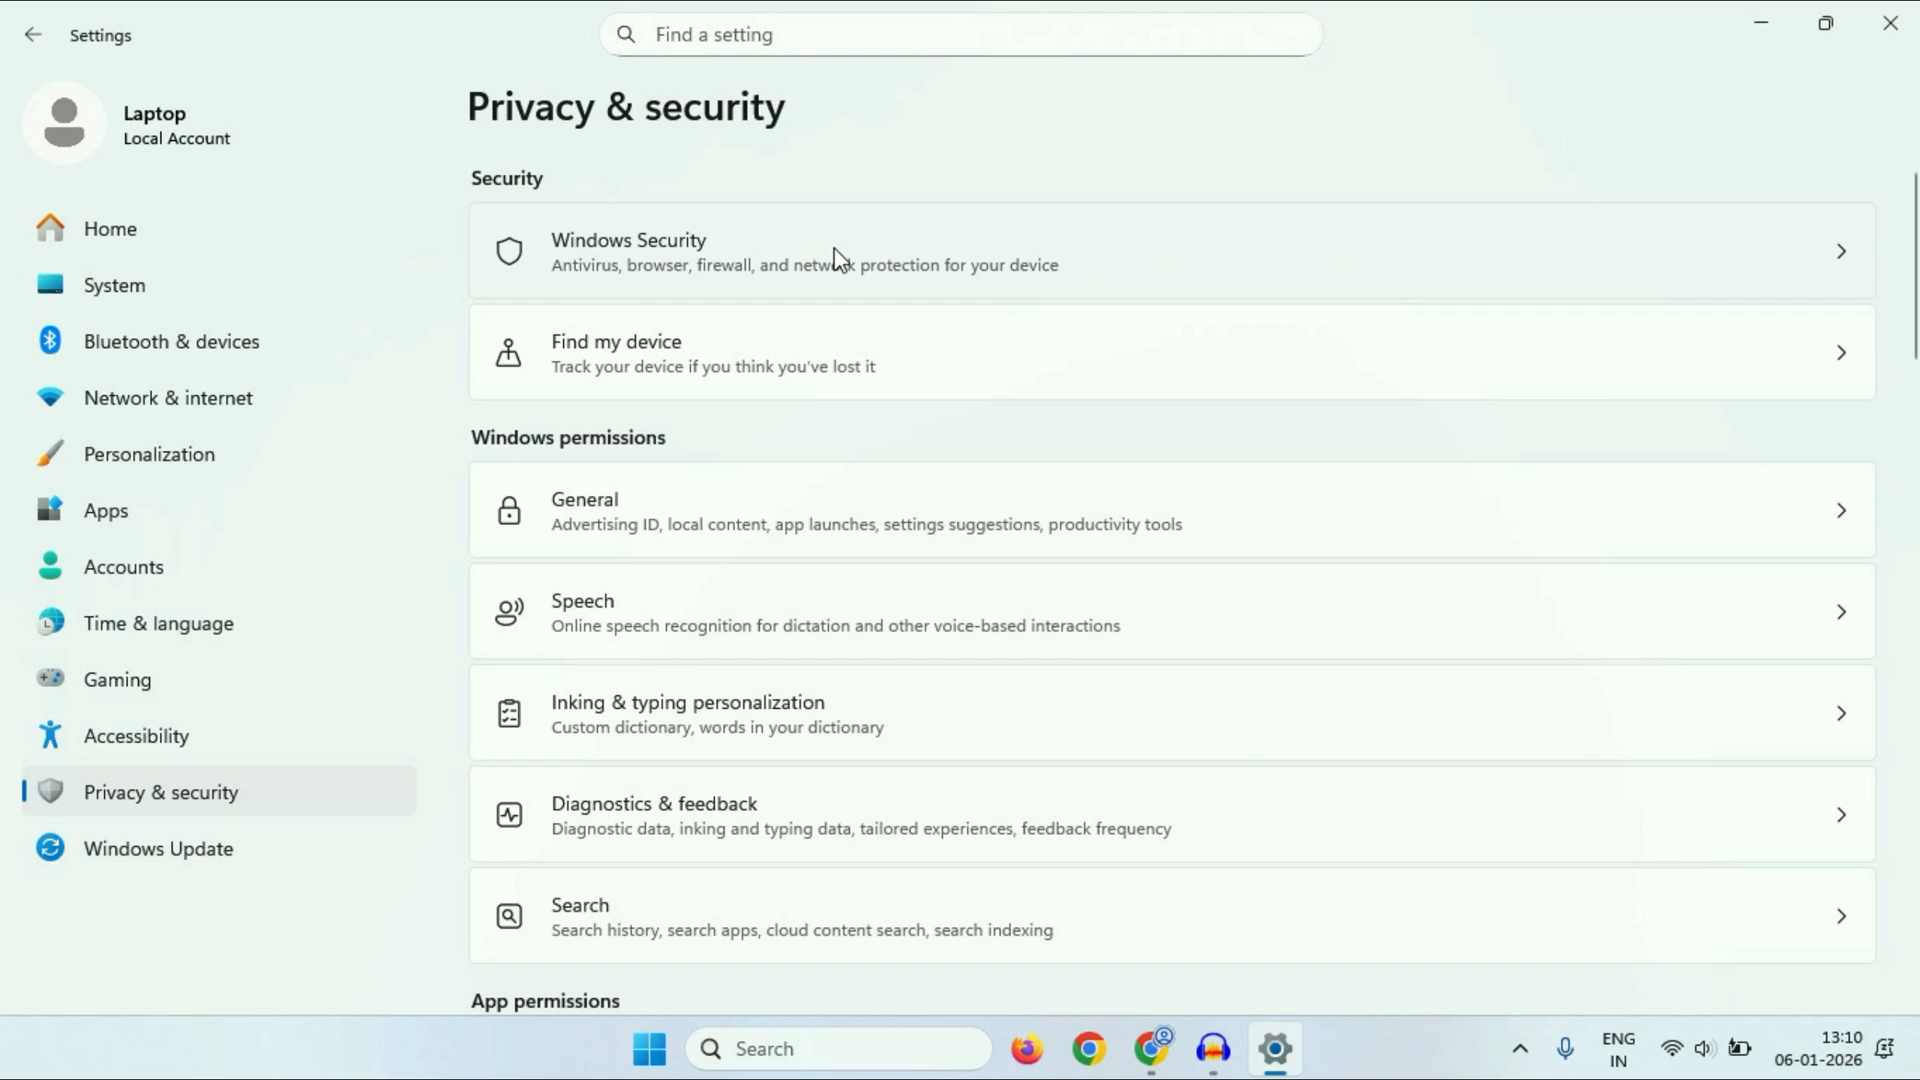 Settings
Find a setting
Laptop
Local Account
Home
System
Bluetooth & devices
Network & internet
Personalization
Apps
Accounts
Time & language
Gaming
Accessibility
Privacy & security
Windows Update
Privacy & security
Security
Windows Security
Antivirus, browser, firewall, and network protection for your device
Find my device
Track your device if you think you've lost it
Windows permissions
General
Advertising ID, local content, app launches, settings suggestions, productivity tools
Speech
Online speech recognition for dictation and other voice-based interactions
Inking & typing personalization
Custom dictionary, words in your dictionary
Diagnostics & feedback
Diagnostic data, inking and typing data, tailored experiences, feedback frequency
Search
Search history, search apps, cloud content search, search indexing
App permissions
Search
ENG
IN
13:10
06-01-2026